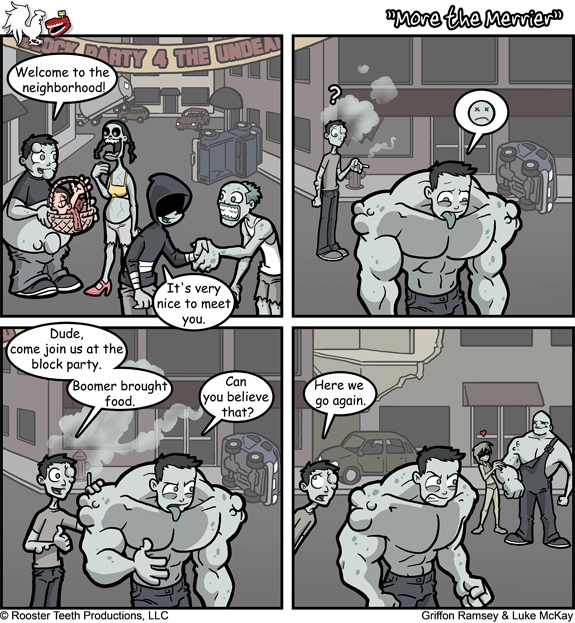 "More the Merrier"
BLOCK PARTY 4 THE UNDEAD
Welcome to the
neighborhood!
It's very
nice to meet
you.
?
Dude,
come join us at the
block party.
Boomer brought
food.
Can
you believe
that?
Here we
go again.
© Rooster Teeth Productions, LLC
Griffon Ramsey & Luke McKay